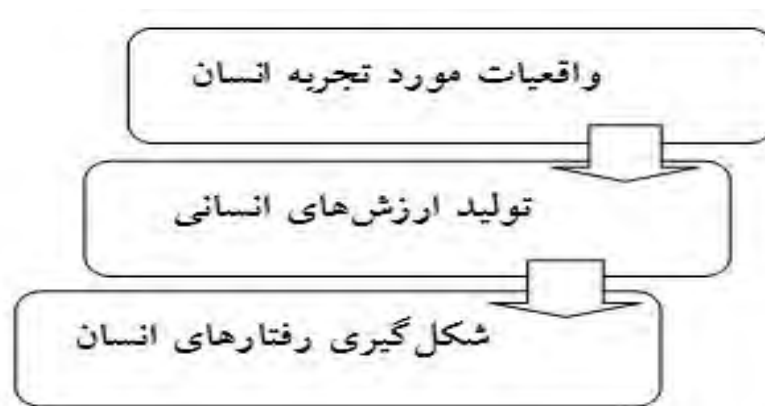 واقعیات مورد تجربه انسان
تولید ارزش‌های انسانی
شکل‌گیری رفتارهای انسان